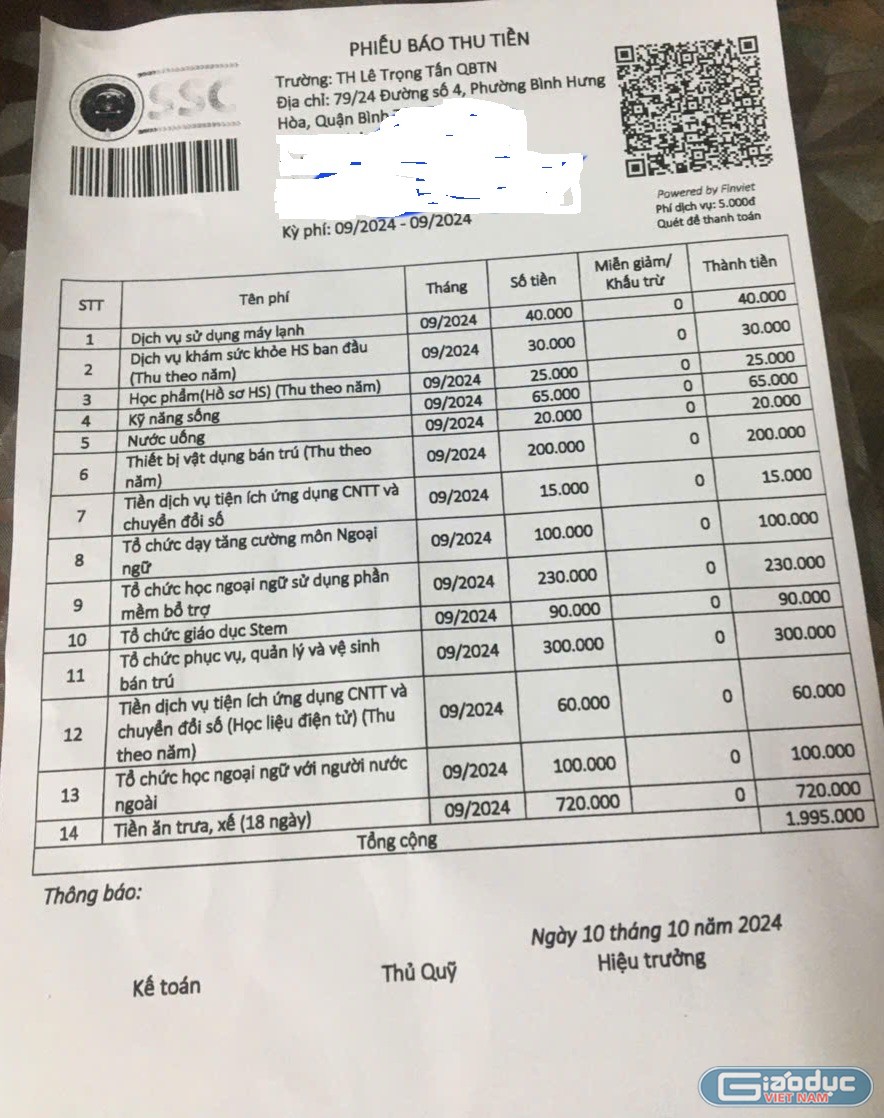 PHIẾU BÁO THU TIỀN
SSC
Trường: TH Lê Trọng Tấn QBTN
Địa chỉ: 79/24 Đường số 4, Phường Bình Hưng
Hòa, Quận Bình
Kỳ phí: 09/2024 - 09/2024
Powered by Finviet
Phí dịch vụ: 5.000đ
Quét để thanh toán
STT Tên phí Tháng Số tiền Miễn giảm/ Khấu trừ Thành tiền
1 Dịch vụ sử dụng máy lạnh 09/2024 40.000 0 40.000
2 Dịch vụ khám sức khỏe HS ban đầu 09/2024 30.000 0 30.000
(Thu theo năm)
3 Học phẩm(Hồ sơ HS) (Thu theo năm) 09/2024 25.000 0 25.000
4 Kỹ năng sống 09/2024 65.000 0 65.000
5 Nước uống 09/2024 20.000 0 20.000
6 Thiết bị vật dụng bán trú (Thu theo 09/2024 200.000 0 200.000
năm)
7 Tiền dịch vụ tiện ích ứng dụng CNTT và 09/2024 15.000 0 15.000
chuyển đổi số
8 Tổ chức dạy tăng cường môn Ngoại 09/2024 100.000 0 100.000
ngữ
9 Tổ chức học ngoại ngữ sử dụng phần 09/2024 230.000 0 230.000
mềm bổ trợ
10 Tổ chức giáo dục Stem 09/2024 90.000 0 90.000
11 Tổ chức phục vụ, quản lý và vệ sinh 09/2024 300.000 0 300.000
bán trú
12 Tiền dịch vụ tiện ích ứng dụng CNTT và 09/2024 60.000 0 60.000
chuyển đổi số (Học liệu điện tử) (Thu
theo năm)
13 Tổ chức học ngoại ngữ với người nước 09/2024 100.000 0 100.000
ngoài
14 Tiền ăn trưa, xế (18 ngày) 09/2024 720.000 0 720.000
Tổng cộng 1.995.000
Thông báo:
Ngày 10 tháng 10 năm 2024
Kế toán Thủ Quỹ Hiệu trưởng
Giáo dục
VIỆT NAM